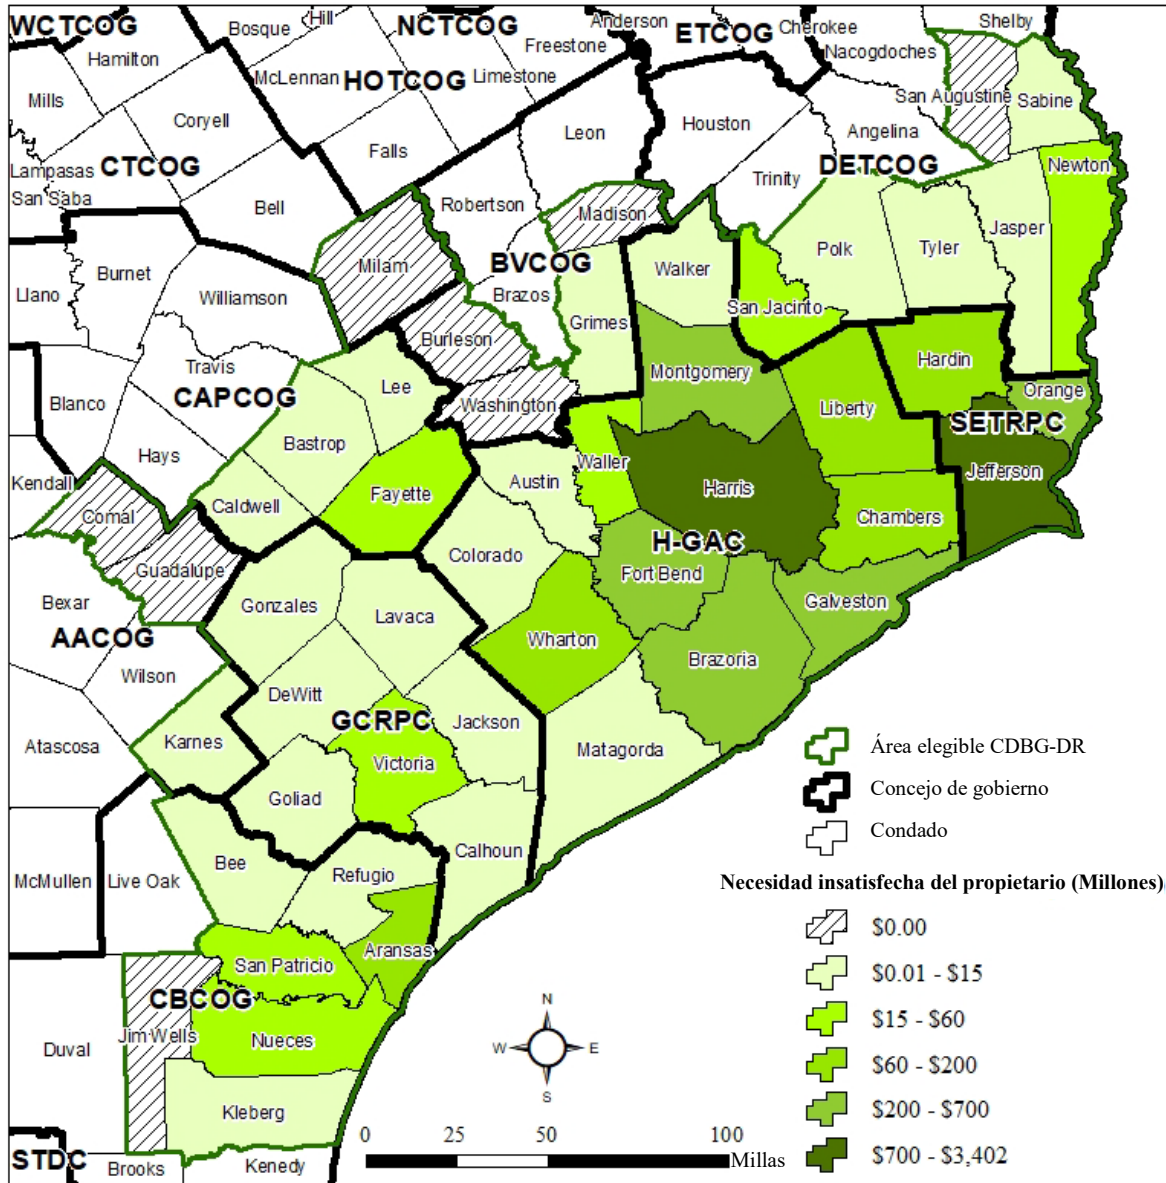 WCTCOG
Hill
Bosque
NCTCOG
Anderson
ETCOG
Cherokee
Shelby
Hamilton
Freestone
Nacogdoches
McLennan
HOTCOG
Limestone
Mills
San Augustine
Sabine
Coryell
Leon
Houston
Angelina
Falls
Lampasas
CTCOG
DETCOG
Newton
San Saba
Bell
Robertson
Madison
Trinity
Jasper
Milam
BVCOG
Walker
Polk
Tyler
Burnet
Llano
Williamson
Brazos
San Jacinto
Grimes
Burleson
Travis
Montgomery
Hardin
Lee
Orange
Blanco
CAPCOG
Washington
Liberty
SETRPC
Bastrop
Hays
Waller
Jefferson
Kendall
Austin
Harris
Fayette
Caldwell
Comal
Chambers
H-GAC
Colorado
Guadalupe
Fort Bend
Bexar
Gonzales
Lavaca
Galveston
AACOG
Wharton
Brazoria
Wilson
DeWitt
GCRPC
Jackson
Karnes
Atascosa
Matagorda
Victoria
Goliad
Calhoun
Bee
Refugio
McMullen
Live Oak
Aransas
San Patricio
CBCOG
Jim Wells
Nueces
Duval
Kleberg
STDC
Brooks
Kenedy
N
W
E
S
0
25
50
100
Millas
Área elegible CDBG-DR
Concejo de gobierno
Condado
Necesidad insatisfecha del propietario (Millones)
$0.00
$0.01 - $15
$15 - $60
$60 - $200
$200 - $700
$700 - $3,402